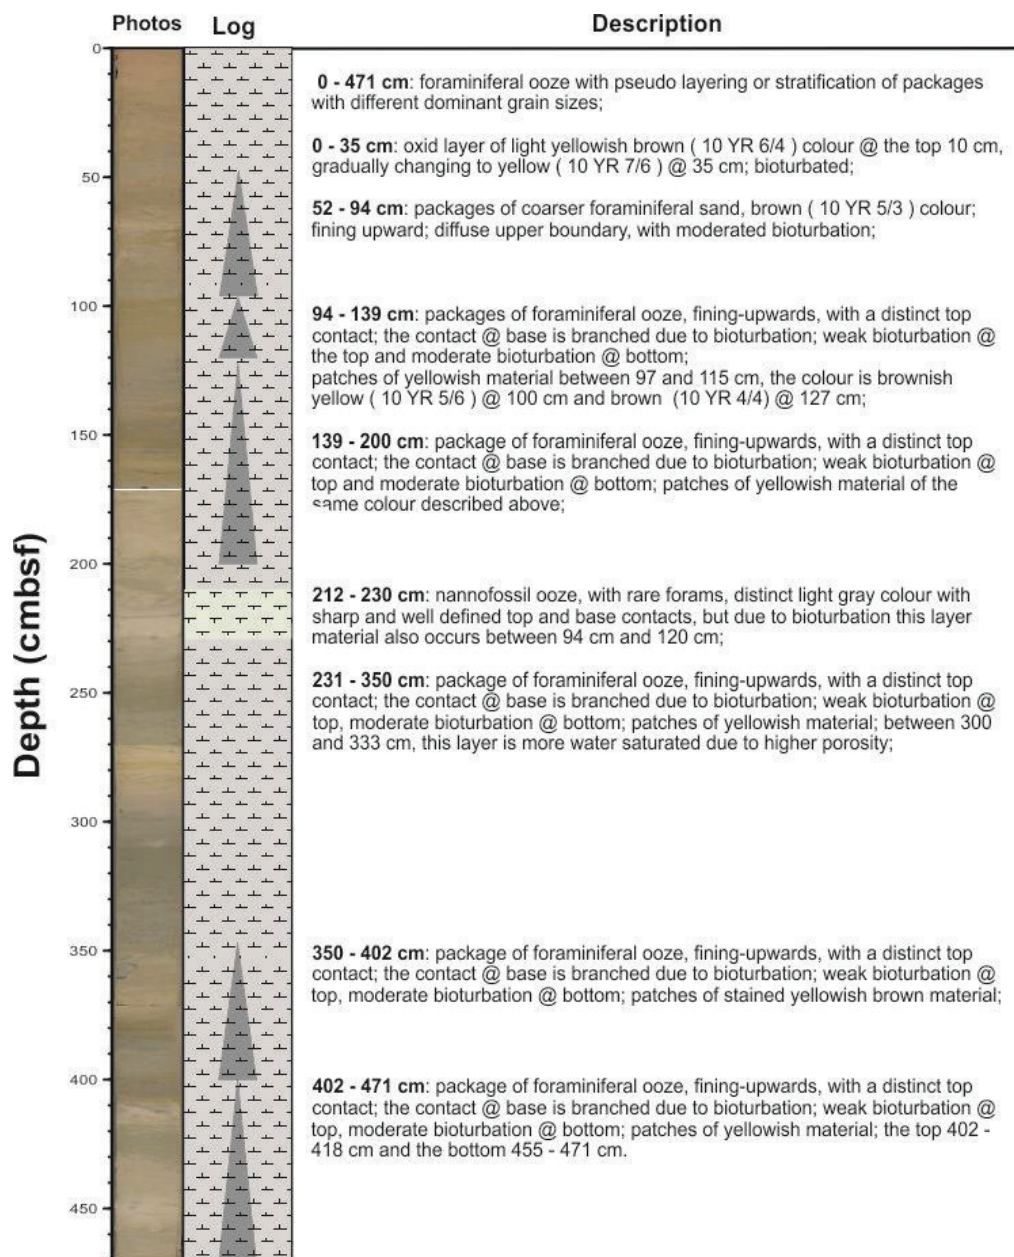 Photos Log Description
0
0 - 471 cm: foraminiferal ooze with pseudo layering or stratification of packages
with different dominant grain sizes;
0 - 35 cm: oxid layer of light yellowish brown ( 10 YR 6/4 ) colour @ the top 10 cm,
gradually changing to yellow ( 10 YR 7/6 ) @ 35 cm; bioturbated;
50
52 - 94 cm: packages of coarser foraminiferal sand, brown ( 10 YR 5/3 ) colour;
fining upward; diffuse upper boundary, with moderated bioturbation;
100
94 - 139 cm: packages of foraminiferal ooze, fining-upwards, with a distinct top
contact; the contact @ base is branched due to bioturbation; weak bioturbation @
the top and moderate bioturbation @ bottom;
patches of yellowish material between 97 and 115 cm, the colour is brownish
yellow ( 10 YR 5/6 ) @ 100 cm and brown (10 YR 4/4) @ 127 cm;
150
139 - 200 cm: package of foraminiferal ooze, fining-upwards, with a distinct top
contact; the contact @ base is branched due to bioturbation; weak bioturbation @
top and moderate bioturbation @ bottom; patches of yellowish material of the
same colour described above;
200
212 - 230 cm: nannofossil ooze, with rare forams, distinct light gray colour with
sharp and well defined top and base contacts, but due to bioturbation this layer
material also occurs between 94 cm and 120 cm;
250
231 - 350 cm: package of foraminiferal ooze, fining-upwards, with a distinct top
contact; the contact @ base is branched due to bioturbation; weak bioturbation @
top, moderate bioturbation @ bottom; patches of yellowish material; between 300
and 333 cm, this layer is more water saturated due to higher porosity;
300
350
350 - 402 cm: package of foraminiferal ooze, fining-upwards, with a distinct top
contact; the contact @ base is branched due to bioturbation; weak bioturbation @
top, moderate bioturbation @ bottom; patches of stained yellowish brown material;
400
402 - 471 cm: package of foraminiferal ooze, fining-upwards, with a distinct top
contact; the contact @ base is branched due to bioturbation; weak bioturbation @
top, moderate bioturbation @ bottom; patches of yellowish material; the top 402 -
418 cm and the bottom 455 - 471 cm.
450
Depth (cmbsf)